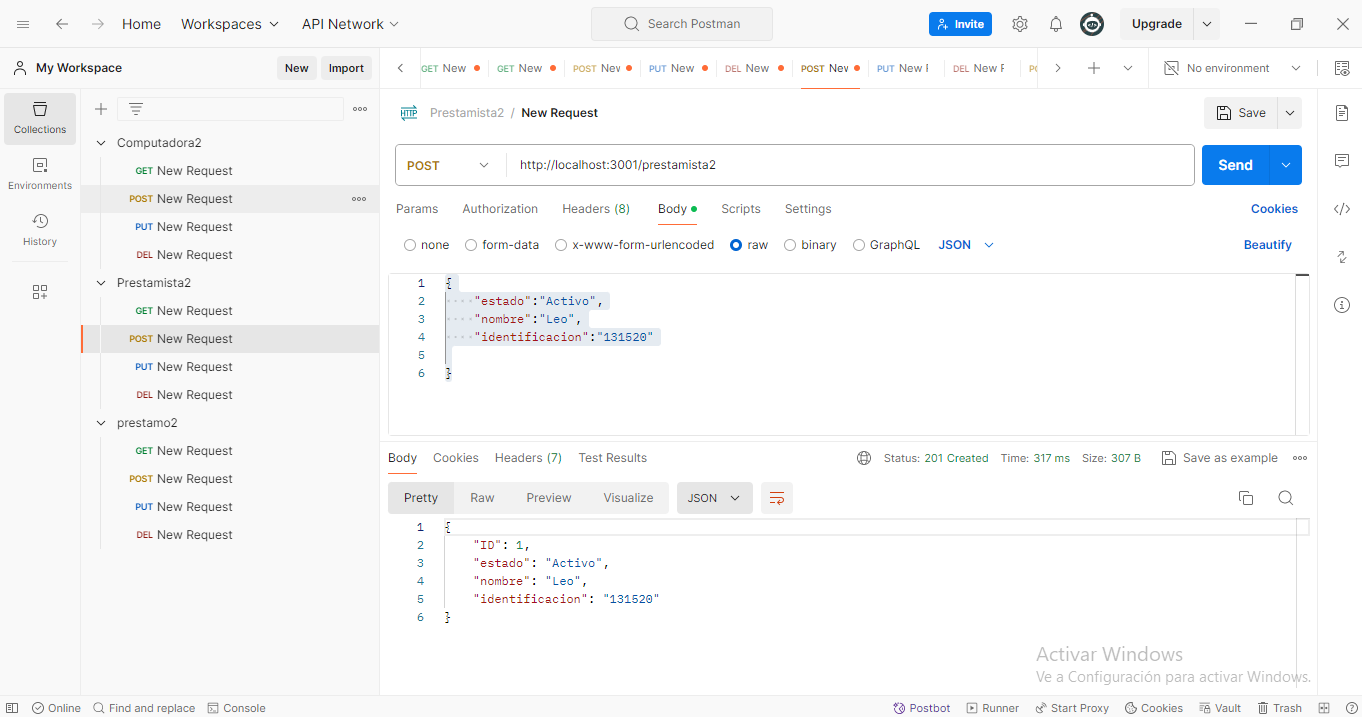 Home Workspaces API Network Search Postman Invite Upgrade
My Workspace New Import GET New GET New POST New PUT New DEL New POST New PUT New DEL New No environment
Collections
Environments
History
Computadora2
GET New Request
POST New Request
PUT New Request
DEL New Request
Prestamista2
GET New Request
POST New Request
PUT New Request
DEL New Request
prestamo2
GET New Request
POST New Request
PUT New Request
DEL New Request
HTTP Prestamista2 / New Request Save
POST http://localhost:3001/prestamista2 Send
Params Authorization Headers (8) Body Scripts Settings Cookies
none form-data x-www-form-urlencoded raw binary GraphQL JSON Beautify
1 {
2 ····"estado":"Activo",
3 ····"nombre":"Leo",
4 ····"identificacion":"131520"
5
6 }
Body Cookies Headers (7) Test Results Status: 201 Created Time: 317 ms Size: 307 B Save as example
Pretty Raw Preview Visualize JSON
1 {
2 "ID": 1,
3 "estado": "Activo",
4 "nombre": "Leo",
5 "identificacion": "131520"
6 }
Activar Windows
Ve a Configuración para activar Windows.
Online Find and replace Console Postbot Runner Start Proxy Cookies Vault Trash